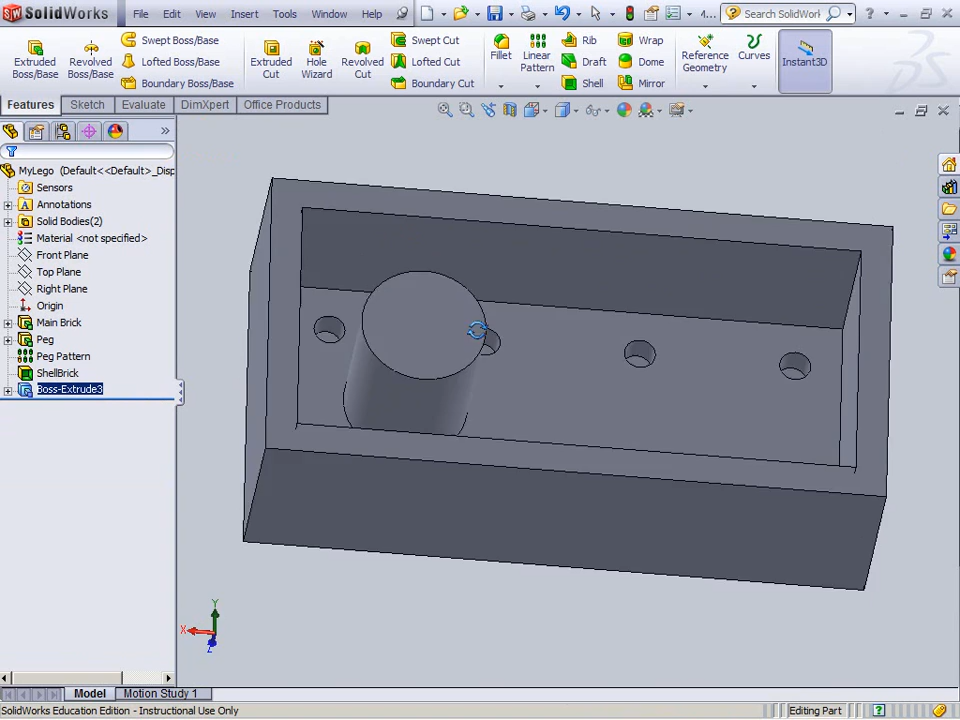 SW SolidWorks File Edit View Insert Tools Window Help 4... ? Search SolidWork ?
Extruded Boss/Base
Revolved Boss/Base
Swept Boss/Base
Lofted Boss/Base
Boundary Boss/Base
Extruded Cut
Hole Wizard
Revolved Cut
Swept Cut
Lofted Cut
Boundary Cut
Fillet
Linear Pattern
Rib
Draft
Shell
Wrap
Dome
Mirror
Reference Geometry
Curves
Instant3D
Features Sketch Evaluate DimXpert Office Products
MyLego (Default<<Default>_Disp
Sensors
A Annotations
Solid Bodies(2)
Material <not specified>
Front Plane
Top Plane
Right Plane
Origin
Main Brick
Peg
Peg Pattern
ShellBrick
Boss-Extrude3
Y
X
Z
Model Motion Study 1
SolidWorks Education Edition - Instructional Use Only Editing Part ?